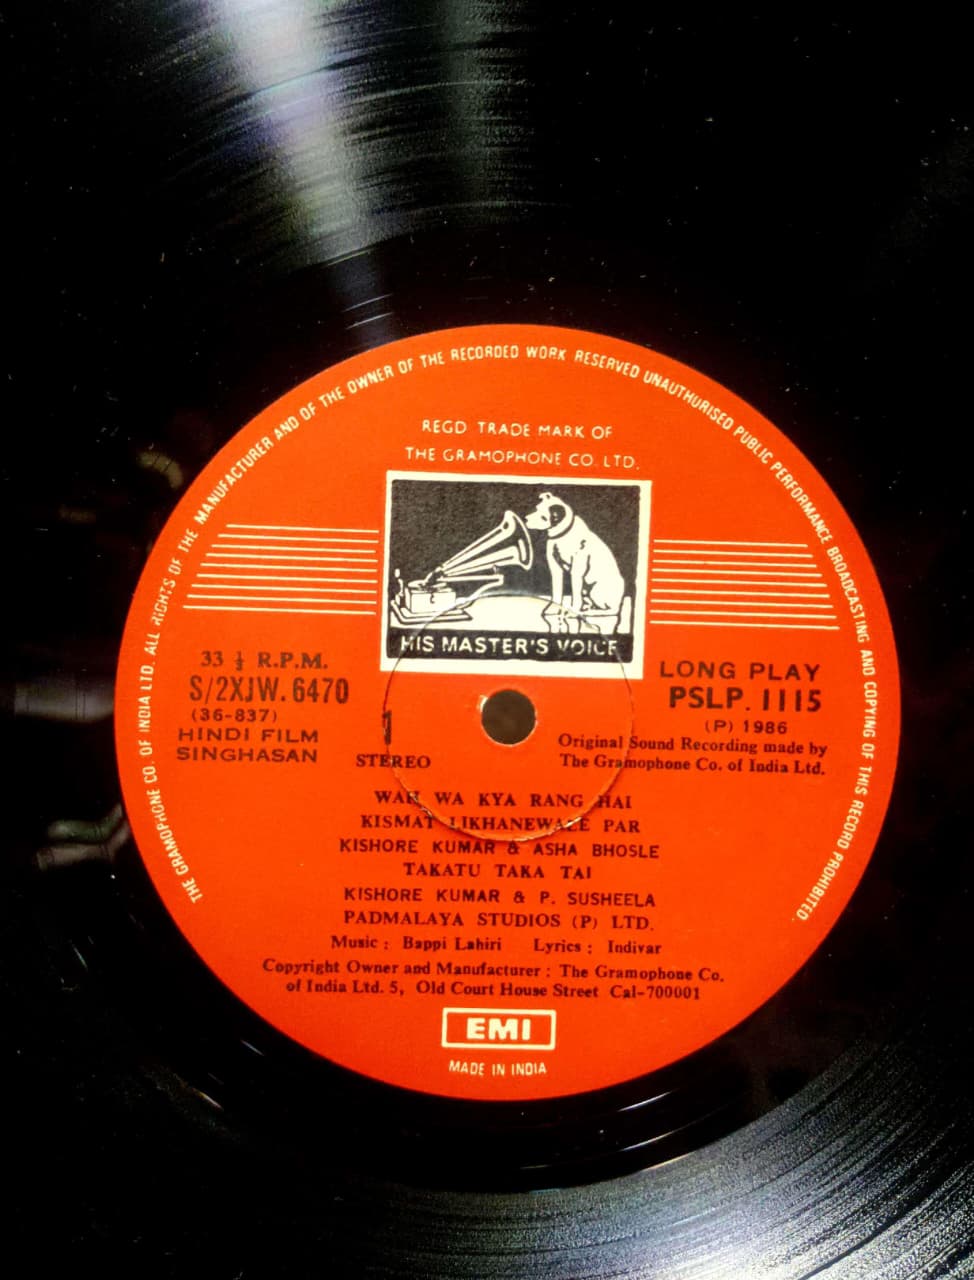 THE GRAMOPHONE CO. OF INDIA LTD. ALL RIGHTS OF THE MANUFACTURER AND OF THE OWNER OF THE RECORDED WORK RESERVED UNAUTHORISED PUBLIC PERFORMANCE BROADCASTING AND COPYING OF THIS RECORD PROHIBITED.
REGD TRADE MARK OF
THE GRAMOPHONE CO. LTD.
HIS MASTER'S VOICE
33 ⅓ R.P.M.
S/2XJW. 6470
(36-837)
HINDI FILM
SINGHASAN
1
STEREO
LONG PLAY
PSLP. 1115
(P) 1986
Original Sound Recording made by
The Gramophone Co. of India Ltd.
WAH WA KYA RANG HAI
KISMAT LIKHANEWALE PAR
KISHORE KUMAR & ASHA BHOSLE
TAKATU TAKA TAI
KISHORE KUMAR & P. SUSHEELA
PADMALAYA STUDIOS (P) LTD.
Music : Bappi Lahiri Lyrics : Indivar
Copyright Owner and Manufacturer : The Gramophone Co.
of India Ltd. 5, Old Court House Street Cal-700001
EMI
MADE IN INDIA